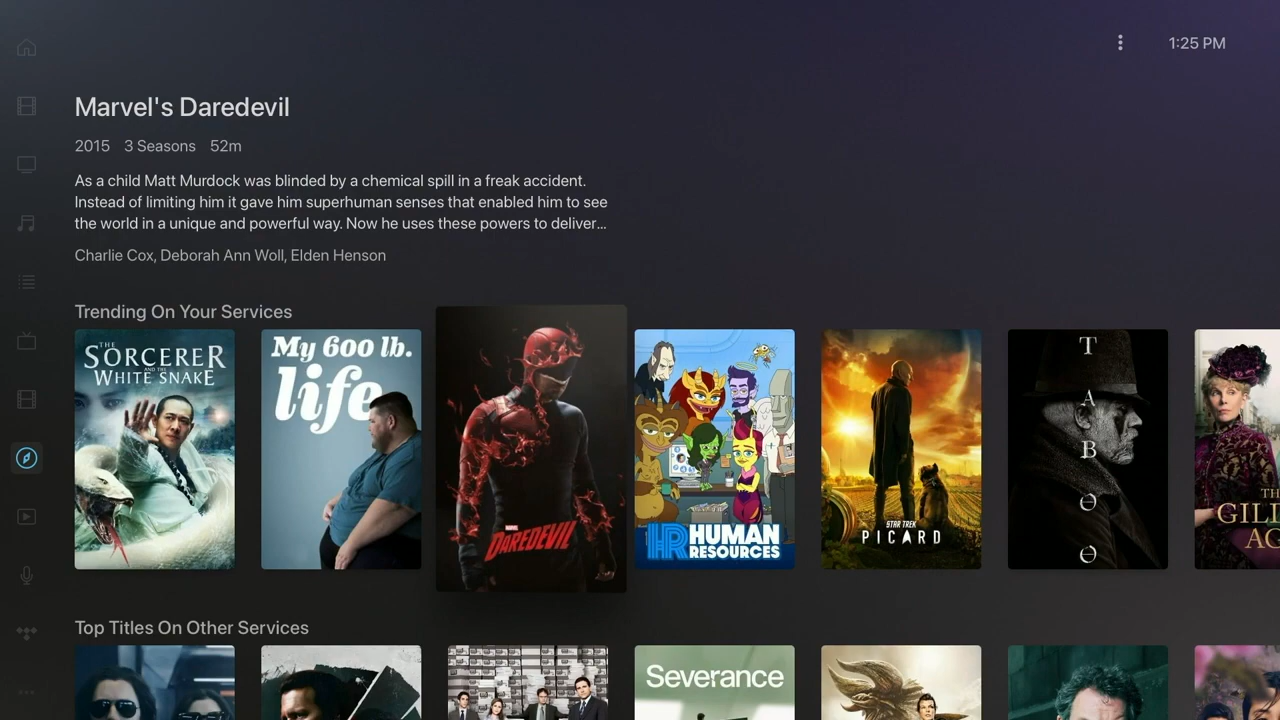 1:25 PM
Marvel's Daredevil
2015 3 Seasons 52m
As a child Matt Murdock was blinded by a chemical spill in a freak accident.
Instead of limiting him it gave him superhuman senses that enabled him to see
the world in a unique and powerful way. Now he uses these powers to deliver...
Charlie Cox, Deborah Ann Woll, Elden Henson
Trending On Your Services
THE
SORCERER
AND THE
WHITE SNAKE
My 600 lb.
life
MARVEL
DAREDEVIL
HR HUMAN
RESOURCES
STAR TREK
PICARD
T
A
B
O
O
TH
GIL
AG
Top Titles On Other Services
Severance